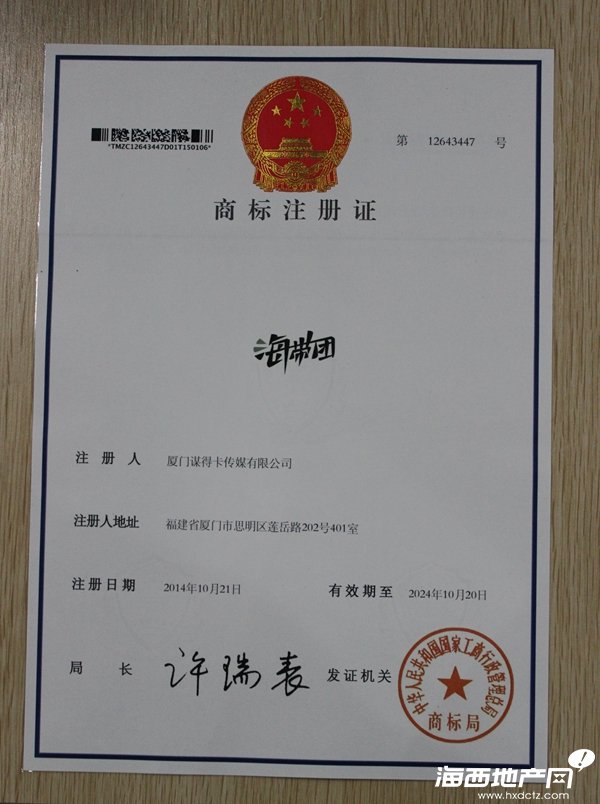 第 12643447 号
*TMZC12643447D01T150106*
商标注册证
海带团
注册人 厦门谋得卡传媒有限公司
注册人地址 福建省厦门市思明区莲岳路202号401室
注册日期 2014年10月21日 有效期至 2024年10月20日
局长 许瑞表 发证机关
中华人民共和国国家工商行政管理总局
商标局
海西地产网!
www.hxdctz.com